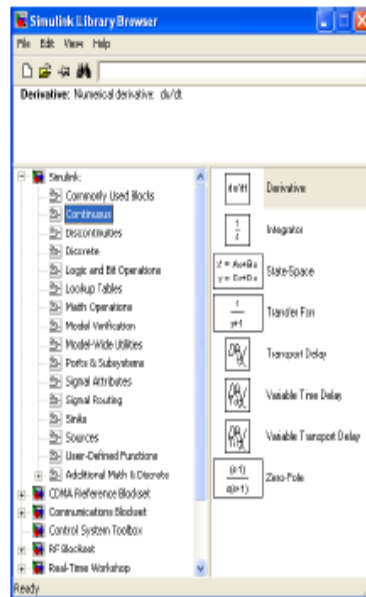 Simulink Library Browser
File Edit View Help
Derivative: Numerical derivative: du/dt
Simulink
Commonly Used Blocks
Continuous
Discontinuities
Discrete
Logic and Bit Operations
Lookup Tables
Math Operations
Model Verification
Model-Wide Utilities
Ports & Subsystems
Signal Attributes
Signal Routing
Sinks
Sources
User-Defined Functions
Additional Math & Discrete
CDMA Reference Blockset
Communications Blockset
Control System Toolbox
RF Blockset
Real-Time Workshop
du/dt Derivative
1
s
Integrator
x' = Ax+Bu
y = Cx+Du
State-Space
1
s+1
Transfer Fcn
Transport Delay
Variable Time Delay
Variable Transport Delay
(s-1)
s(s+1)
Zero-Pole
Ready